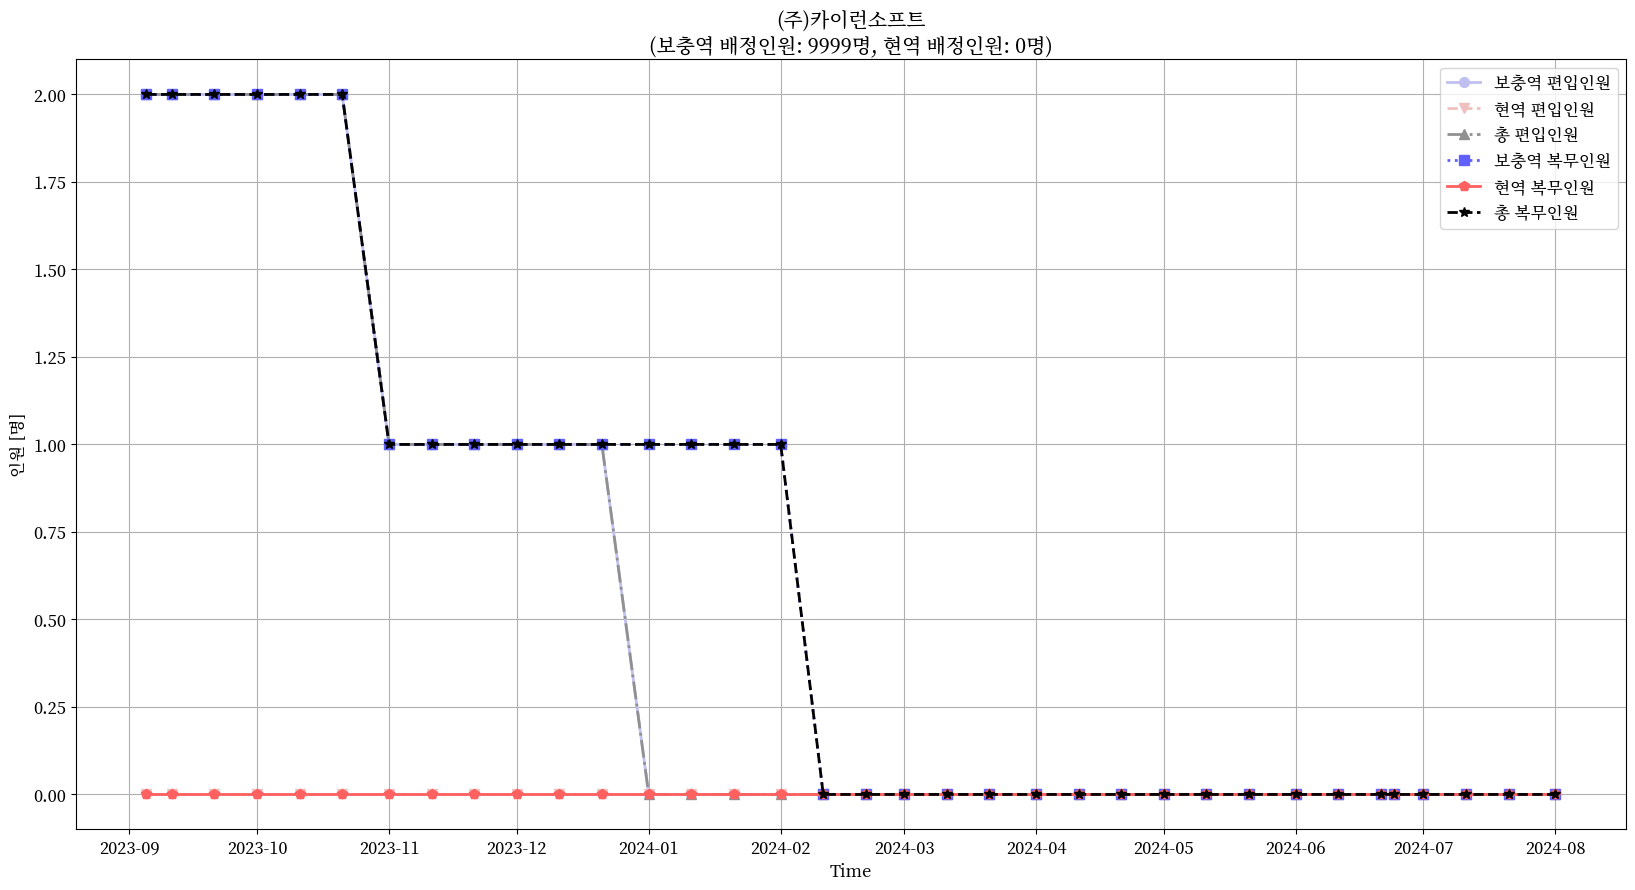 (주)카이런소프트
(보충역 배정인원: 9999명, 현역 배정인원: 0명)
보충역 편입인원
현역 편입인원
총 편입인원
보충역 복무인원
현역 복무인원
총 복무인원
인원 [명]
2.00
1.75
1.50
1.25
1.00
0.75
0.50
0.25
0.00
2023-09 2023-10 2023-11 2023-12 2024-01 2024-02 2024-03 2024-04 2024-05 2024-06 2024-07 2024-08
Time